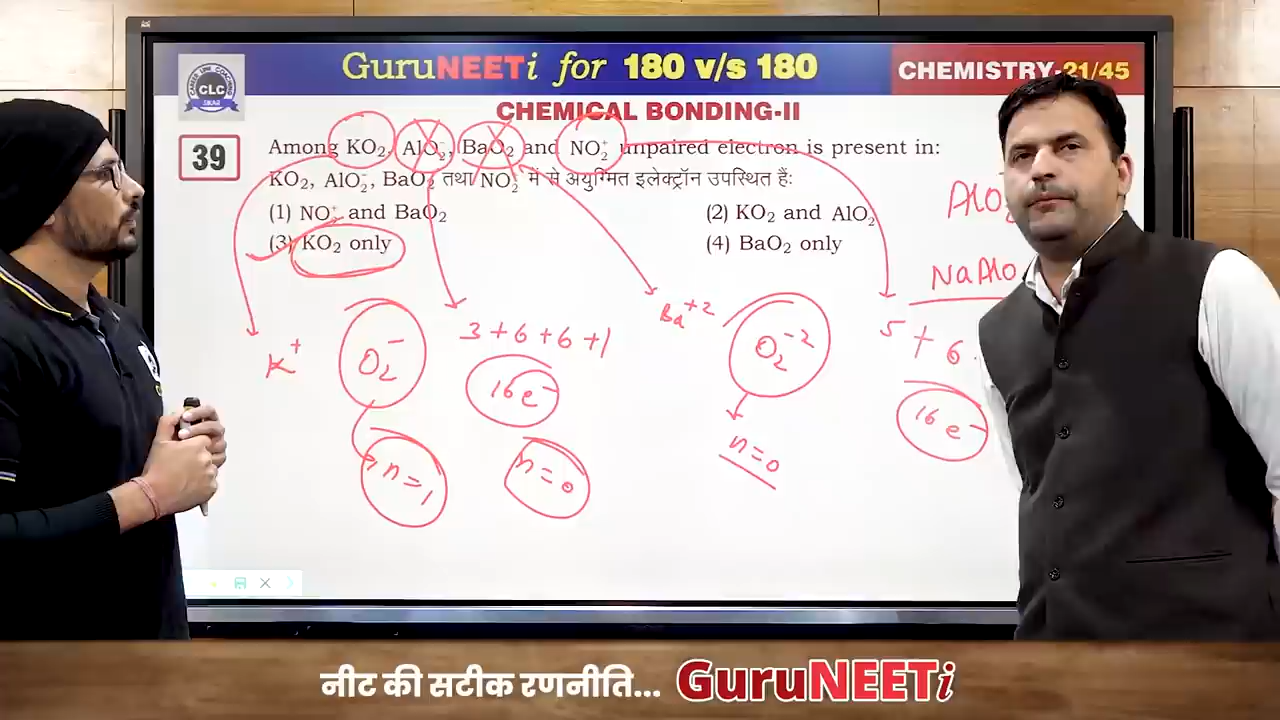 GuruNEETi for 180 v/s 180
CHEMISTRY-21/45
CLC
SIKAR
CHEMICAL BONDING-II
39
Among KO₂, AlO₂⁻, BaO₂ and NO₂⁺ unpaired electron is present in:
KO₂, AlO₂⁻, BaO₂ तथा NO₂⁺ में से अयुग्मित इलेक्ट्रॉन उपस्थित हैं:
(1) NO₂⁺ and BaO₂
(2) KO₂ and AlO₂⁻
(3) KO₂ only
(4) BaO₂ only
AlO₂
NaAlO
K⁺
O₂⁻
3+6+6+1
Ba⁺²
O₂⁻²
5+6
16e⁻
16e⁻
n=1
n=0
n=0
नीट की सटीक रणनीति... GuruNEETi